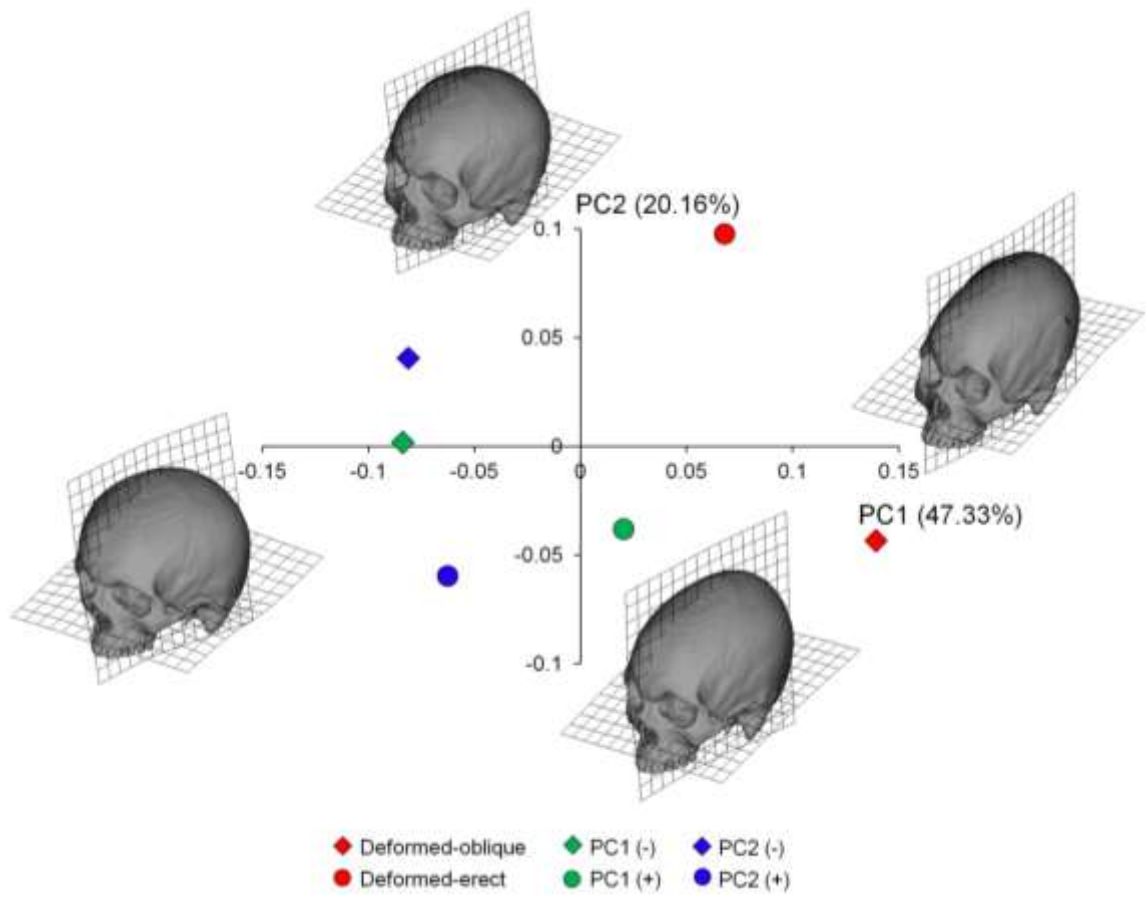 PC2 (20.16%)
0.1
0.05
0
-0.15 -0.1 -0.05 0 0.05 0.1 0.15
PC1 (47.33%)
-0.05
-0.1
Deformed-oblique PC1 (-) PC2 (-)
Deformed-erect PC1 (+) PC2 (+)